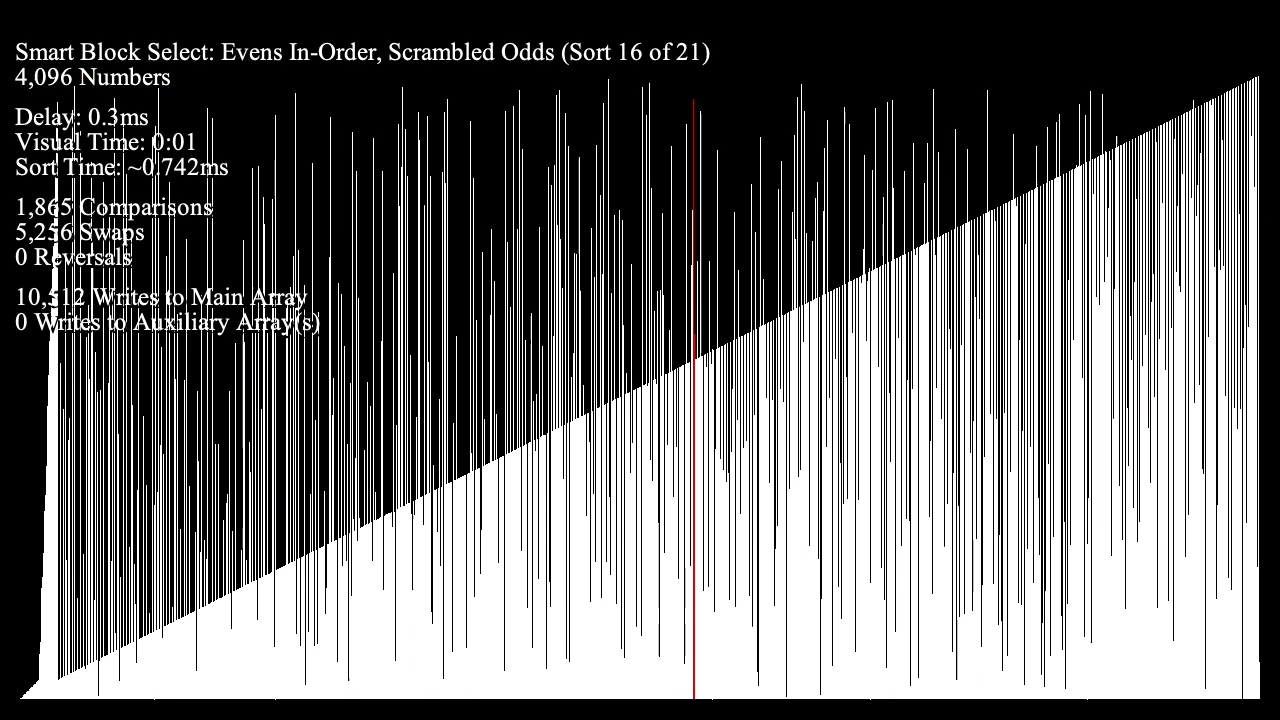 Smart Block Select: Evens In-Order, Scrambled Odds (Sort 16 of 21)
4,096 Numbers
Delay: 0.3ms
Visual Time: 0:01
Sort Time: ~0.742ms
1,865 Comparisons
5,256 Swaps
0 Reversals
10,512 Writes to Main Array
0 Writes to Auxiliary Array(s)